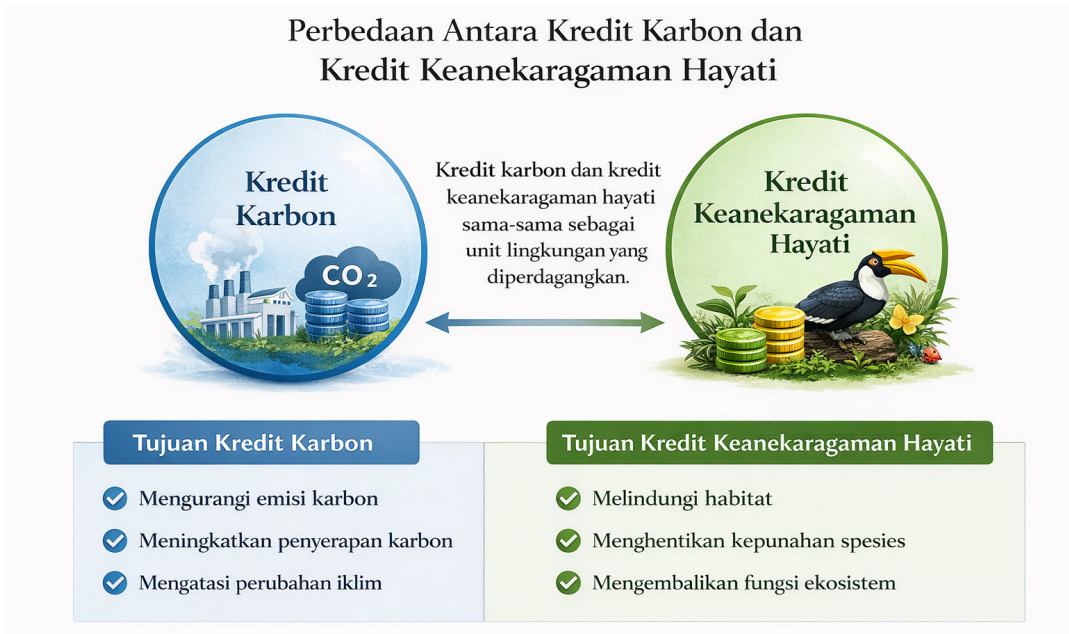 Perbedaan Antara Kredit Karbon dan
Kredit Keanekaragaman Hayati
Kredit
Karbon
CO2
Kredit karbon dan kredit
keanekaragaman hayati
sama-sama sebagai
unit lingkungan yang
diperdagangkan.
Kredit
Keanekaragaman
Hayati
Tujuan Kredit Karbon
Mengurangi emisi karbon
Meningkatkan penyerapan karbon
Mengatasi perubahan iklim
Tujuan Kredit Keanekaragaman Hayati
Melindungi habitat
Menghentikan kepunahan spesies
Mengembalikan fungsi ekosistem